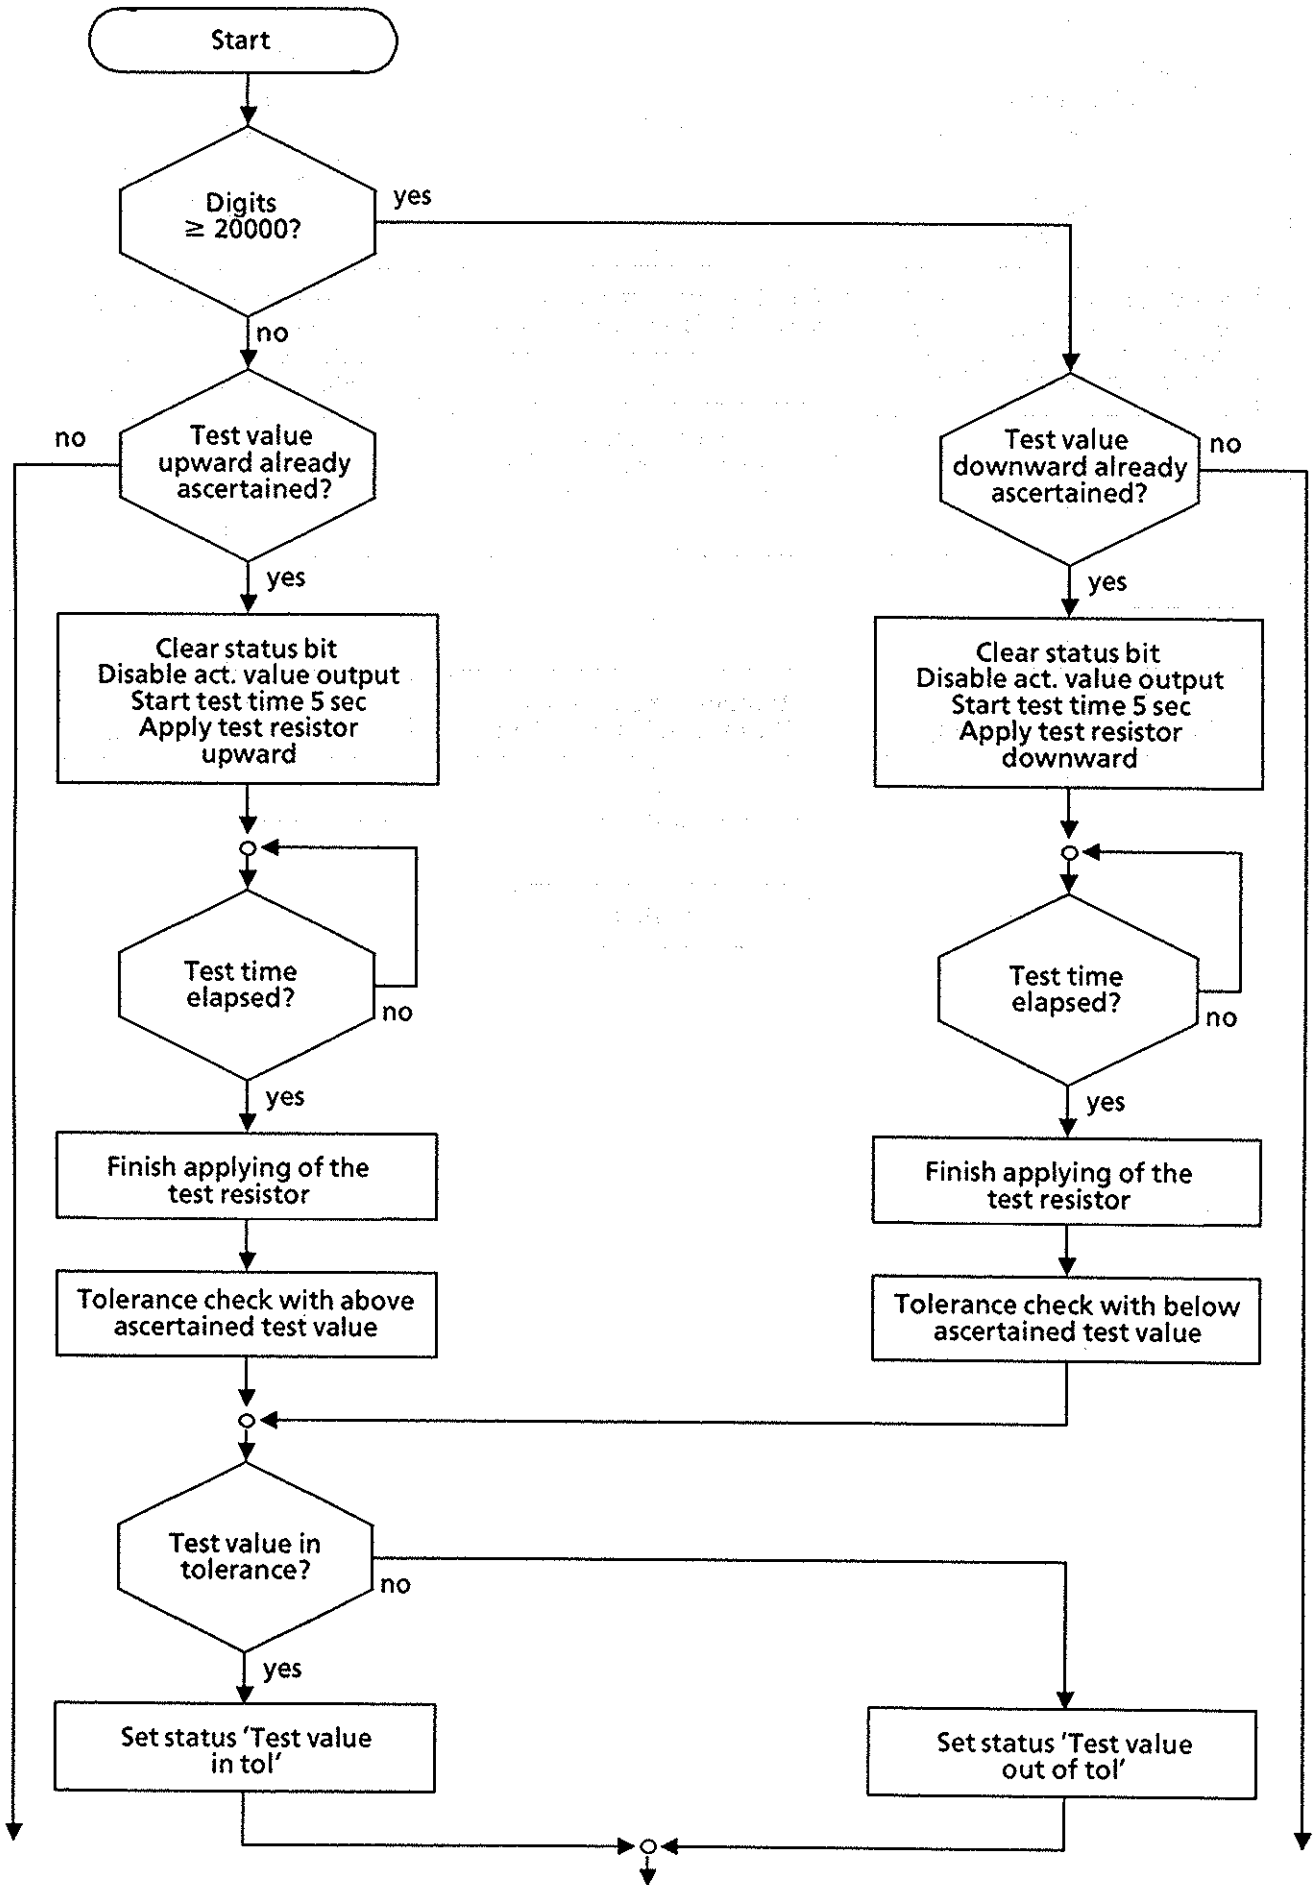 Start
Digits
≥ 20000?
yes
no
no
Test value
upward already
ascertained?
yes
Test value
downward already
ascertained?
no
yes
Clear status bit
Disable act. value output
Start test time 5 sec
Apply test resistor
upward
Clear status bit
Disable act. value output
Start test time 5 sec
Apply test resistor
downward
Test time
elapsed?
no
yes
Test time
elapsed?
no
yes
Finish applying of the
test resistor
Finish applying of the
test resistor
Tolerance check with above
ascertained test value
Tolerance check with below
ascertained test value
Test value in
tolerance?
no
yes
Set status 'Test value
in tol'
Set status 'Test value
out of tol'